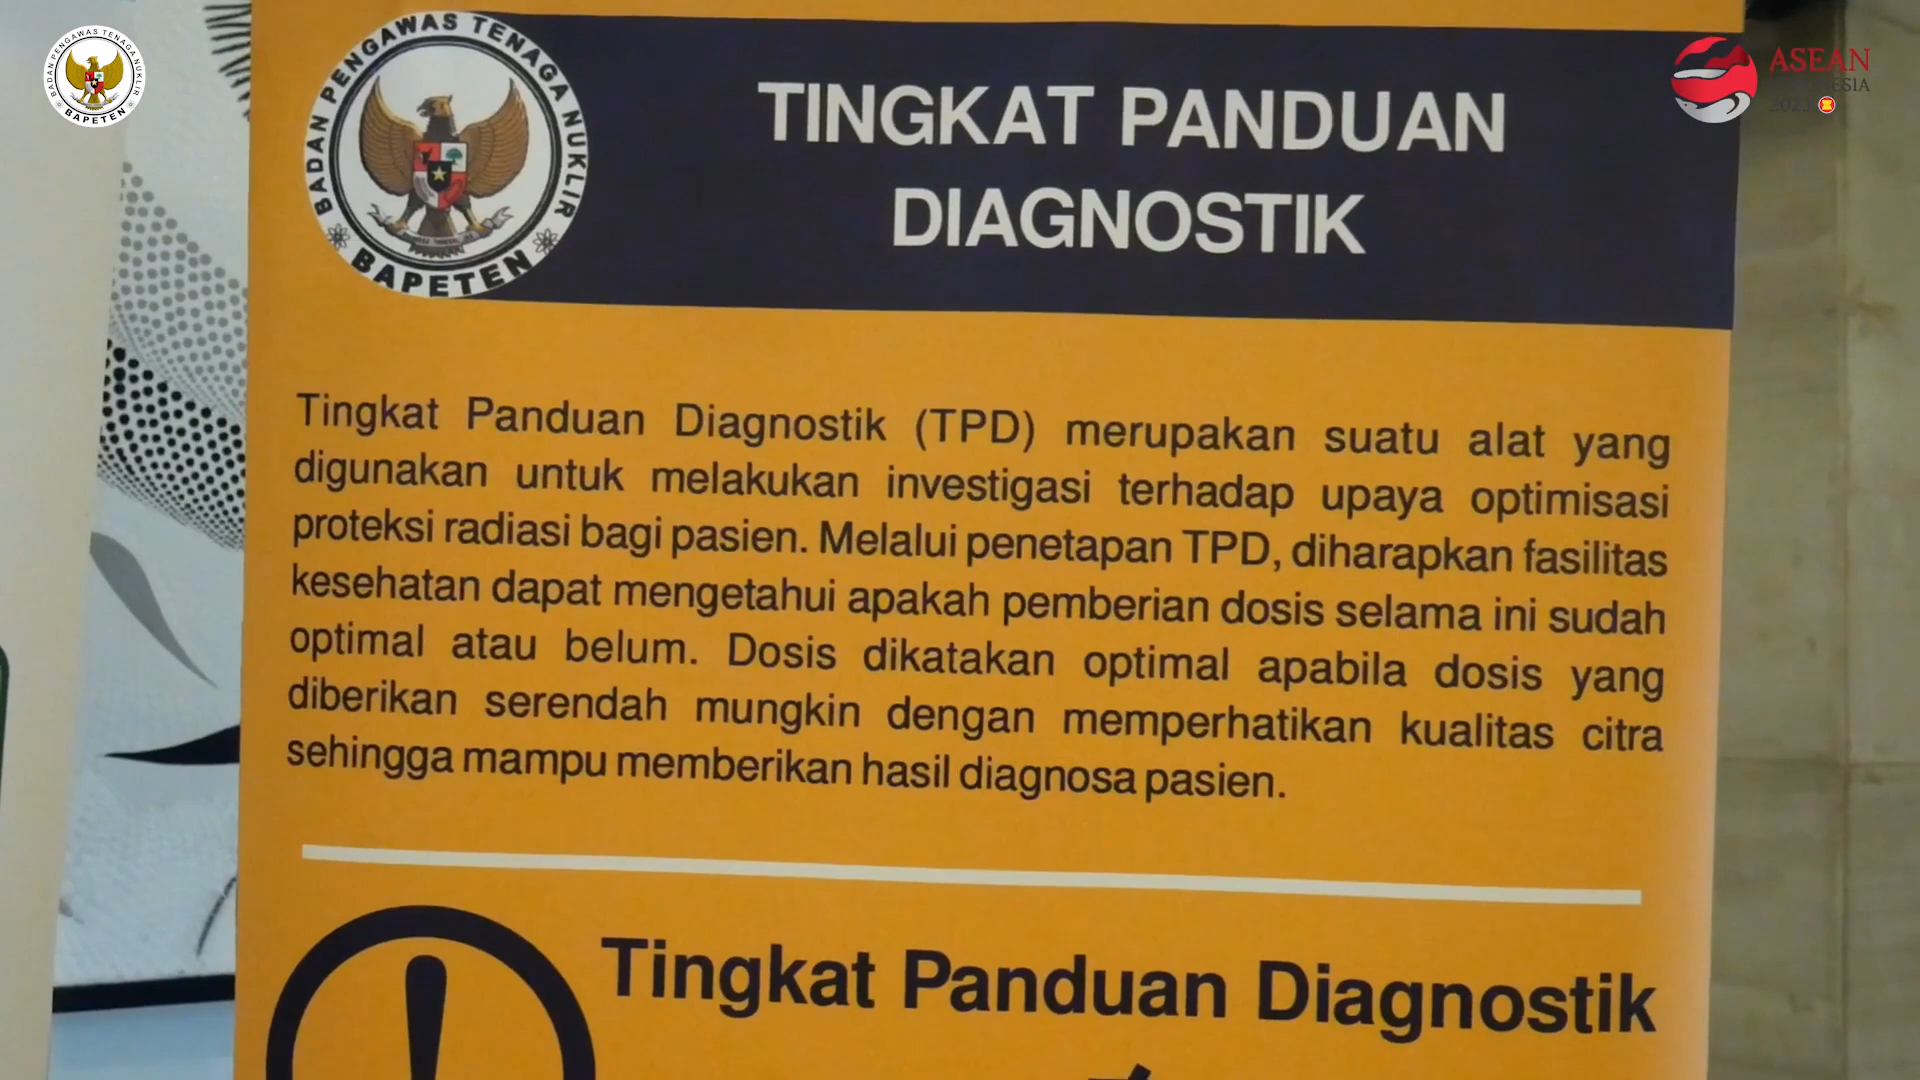 BADAN PENGAWAS TENAGA NUKLIR
BAPETEN
ASEAN
BADAN PENGAWAS TENAGA NUKLIR
BAPETEN
TINGKAT PANDUAN
DIAGNOSTIK
Tingkat Panduan Diagnostik (TPD) merupakan suatu alat yang
digunakan untuk melakukan investigasi terhadap upaya optimisasi
proteksi radiasi bagi pasien. Melalui penetapan TPD, diharapkan fasilitas
kesehatan dapat mengetahui apakah pemberian dosis selama ini sudah
optimal atau belum. Dosis dikatakan optimal apabila dosis yang
diberikan serendah mungkin dengan memperhatikan kualitas citra
sehingga mampu memberikan hasil diagnosa pasien.
Tingkat Panduan Diagnostik